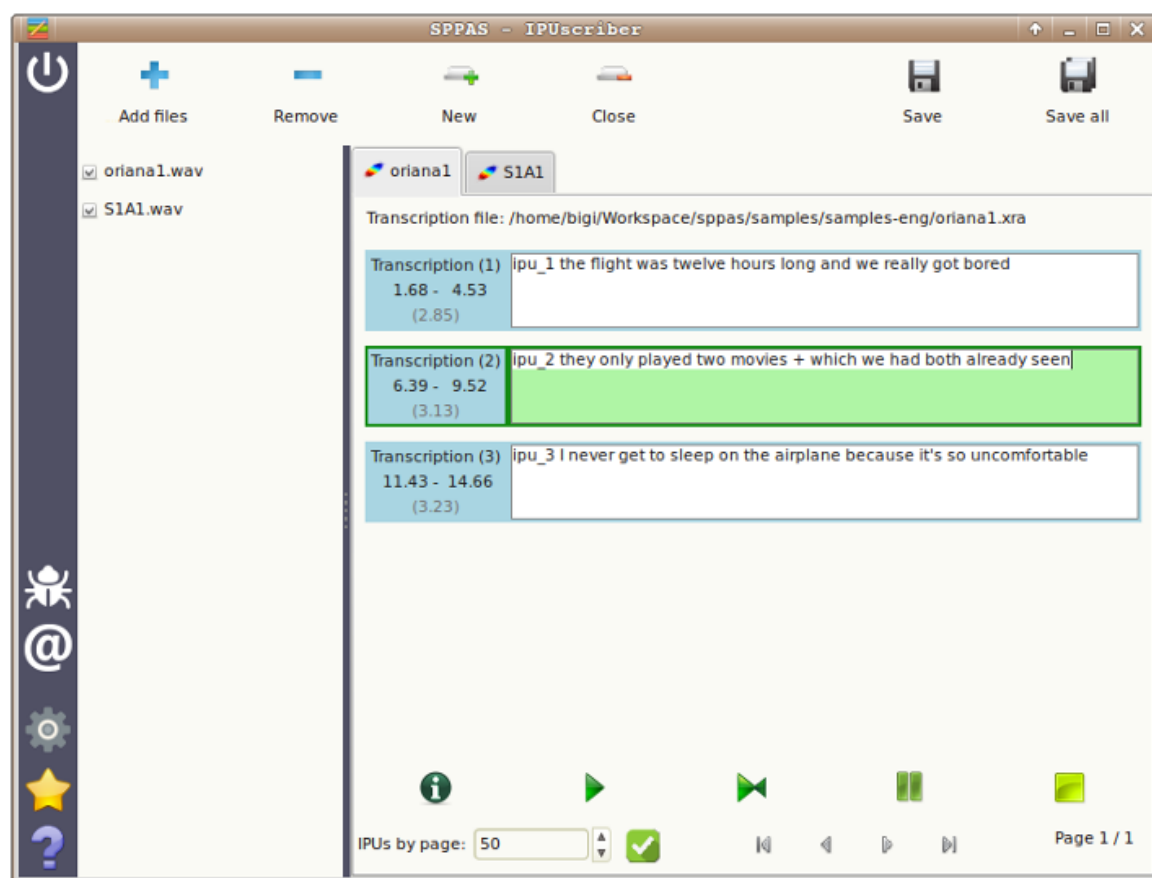 SPPAS - IPUscriber
Add files Remove New Close Save Save all
oriana1.wav
S1A1.wav
oriana1 S1A1
Transcription file: /home/bigi/Workspace/sppas/samples/samples-eng/oriana1.xra
Transcription (1) ipu_1 the flight was twelve hours long and we really got bored
1.68 - 4.53
(2.85)
Transcription (2) ipu_2 they only played two movies + which we had both already seen
6.39 - 9.52
(3.13)
Transcription (3) ipu_3 I never get to sleep on the airplane because it's so uncomfortable
11.43 - 14.66
(3.23)
IPUs by page: 50 Page 1 / 1